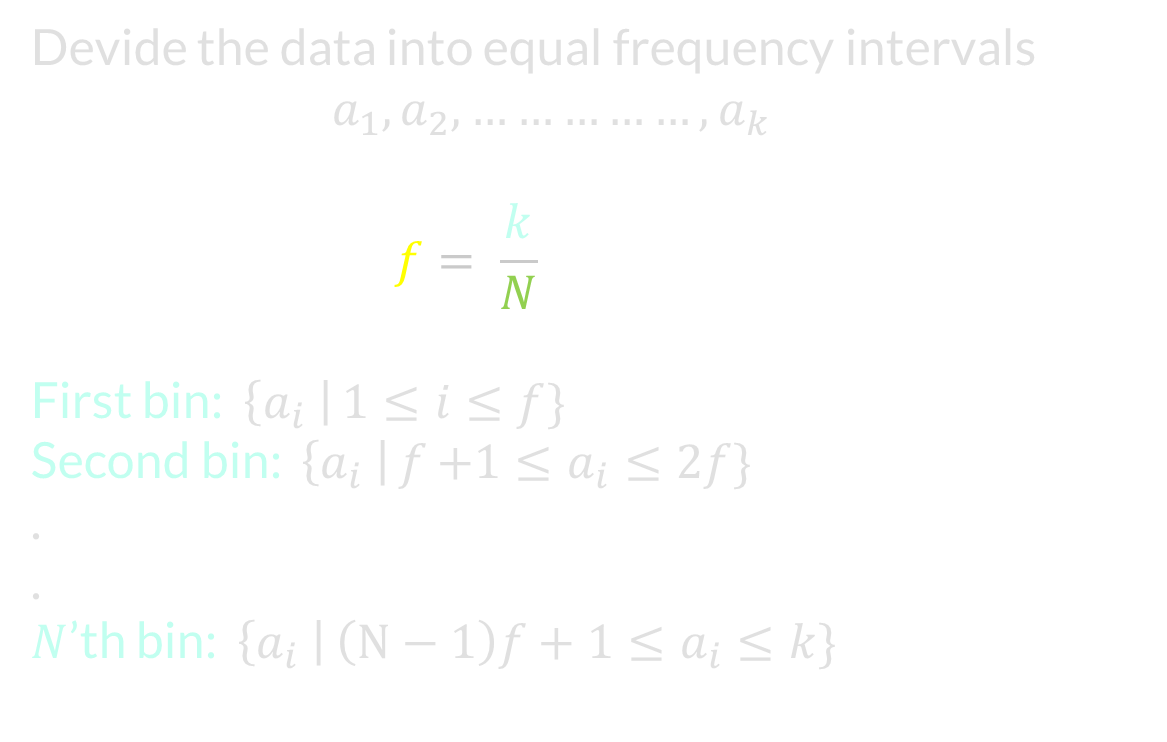 Devide the data into equal frequency intervals
a₁, a₂, … … … … … , aₖ
f = k/N
First bin: {aᵢ | 1 ≤ i ≤ f}
Second bin: {aᵢ | f +1 ≤ aᵢ ≤ 2f}
.
.
N’th bin: {aᵢ | (N − 1)f + 1 ≤ aᵢ ≤ k}